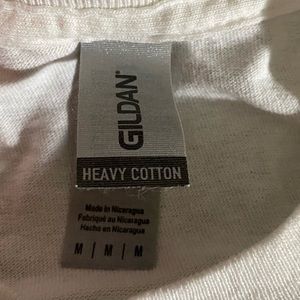 GILDAN®
HEAVY COTTON
Made in Nicaragua
Fabriqué au Nicaragua
Hecho en Nicaragua
M | M | M